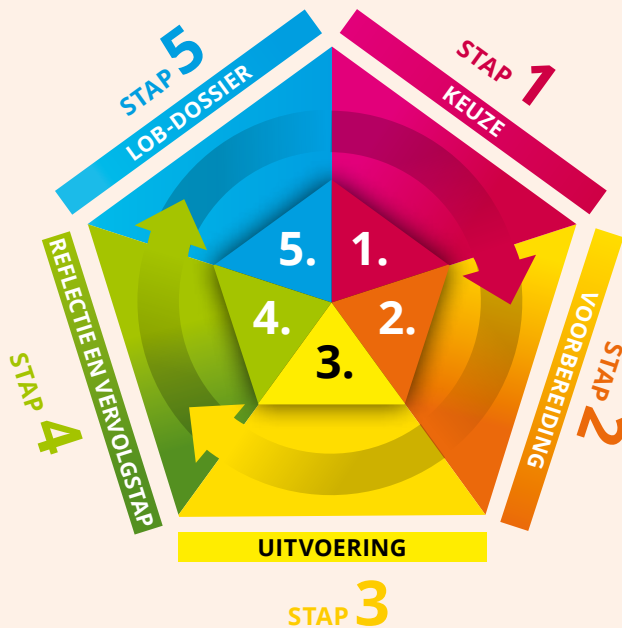 STAP 1
KEUZE
STAP 2
VOORBEREIDING
STAP 3
UITVOERING
STAP 4
REFLECTIE EN VERVOLGSTAP
STAP 5
LOB-DOSSIER
1.
2.
3.
4.
5.